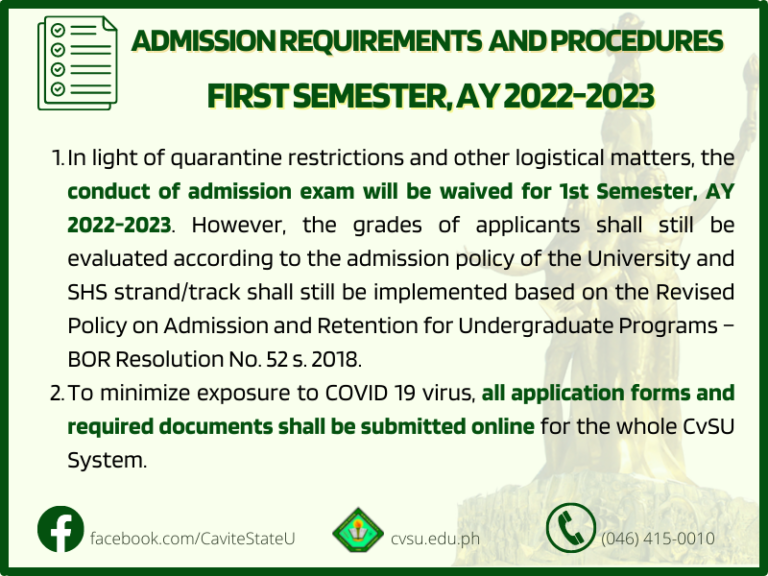 ADMISSION REQUIREMENTS AND PROCEDURES
FIRST SEMESTER, AY 2022-2023
1. In light of quarantine restrictions and other logistical matters, the
conduct of admission exam will be waived for 1st Semester, AY
2022-2023. However, the grades of applicants shall still be
evaluated according to the admission policy of the University and
SHS strand/track shall still be implemented based on the Revised
Policy on Admission and Retention for Undergraduate Programs –
BOR Resolution No. 52 s. 2018.
2. To minimize exposure to COVID 19 virus, all application forms and
required documents shall be submitted online for the whole CvSU
System.
facebook.com/CaviteStateU
cvsu.edu.ph
(046) 415-0010